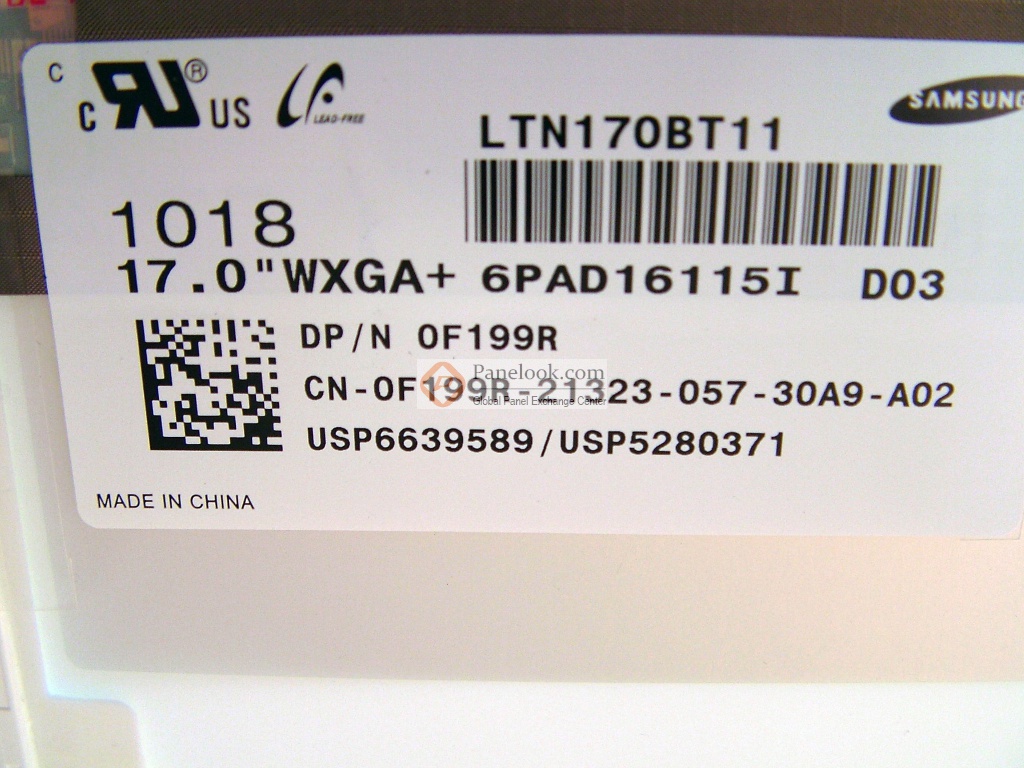 C
C RU® US
LEAD-FREE
SAMSUNG
LTN170BT11
1018
17.0"WXGA+ 6PAD16115I D03
DP/N 0F199R
CN-0F199R-21323-057-30A9-A02
Panelook.com
Global Panel Exchange Center
USP6639589/USP5280371
MADE IN CHINA